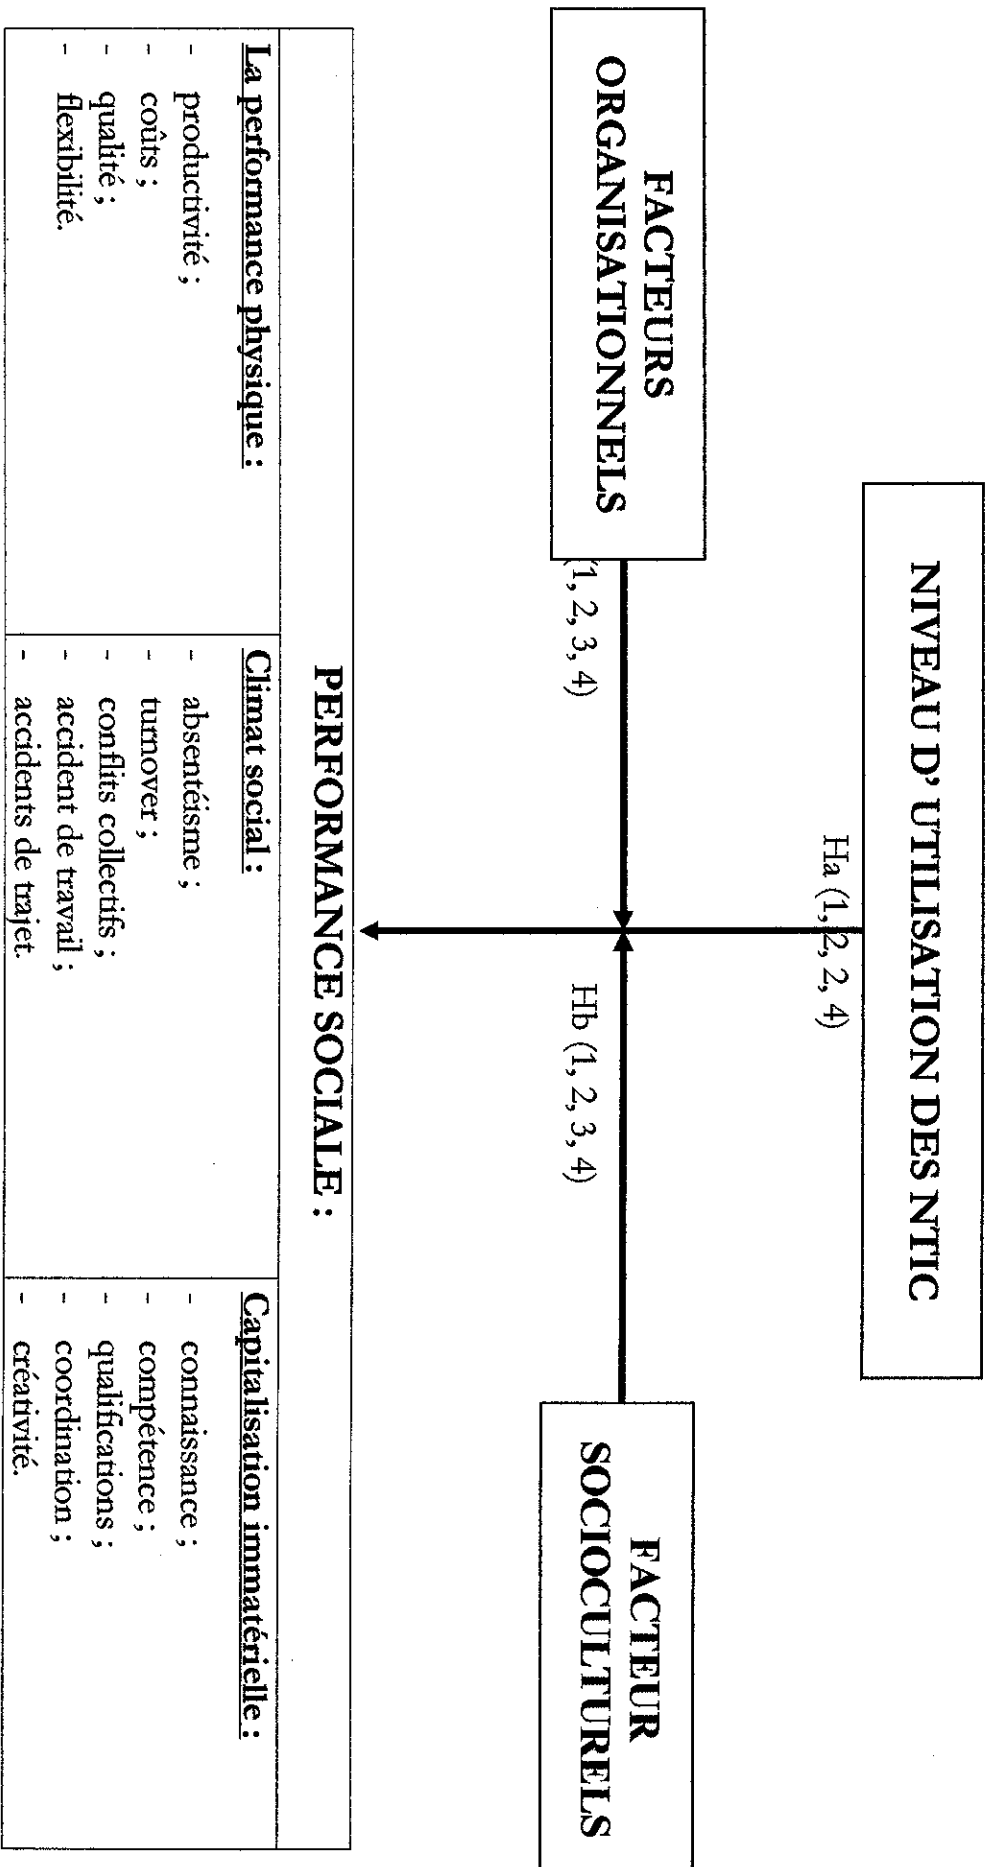 NIVEAU D' UTILISATION DES NTIC
Ha (1, 2, 2, 4)
FACTEURS
ORGANISATIONNELS
(1, 2, 3, 4)
FACTEUR
SOCIOCULTURELS
Hb (1, 2, 3, 4)
PERFORMANCE SOCIALE :
La performance physique :
- productivité ;
- coûts ;
- qualité ;
- flexibilité.
Climat social :
- absentéisme ;
- turnover ;
- conflits collectifs ;
- accident de travail ;
- accidents de trajet.
Capitalisation immatérielle :
- connaissance ;
- compétence ;
- qualifications ;
- coordination ;
- créativité.